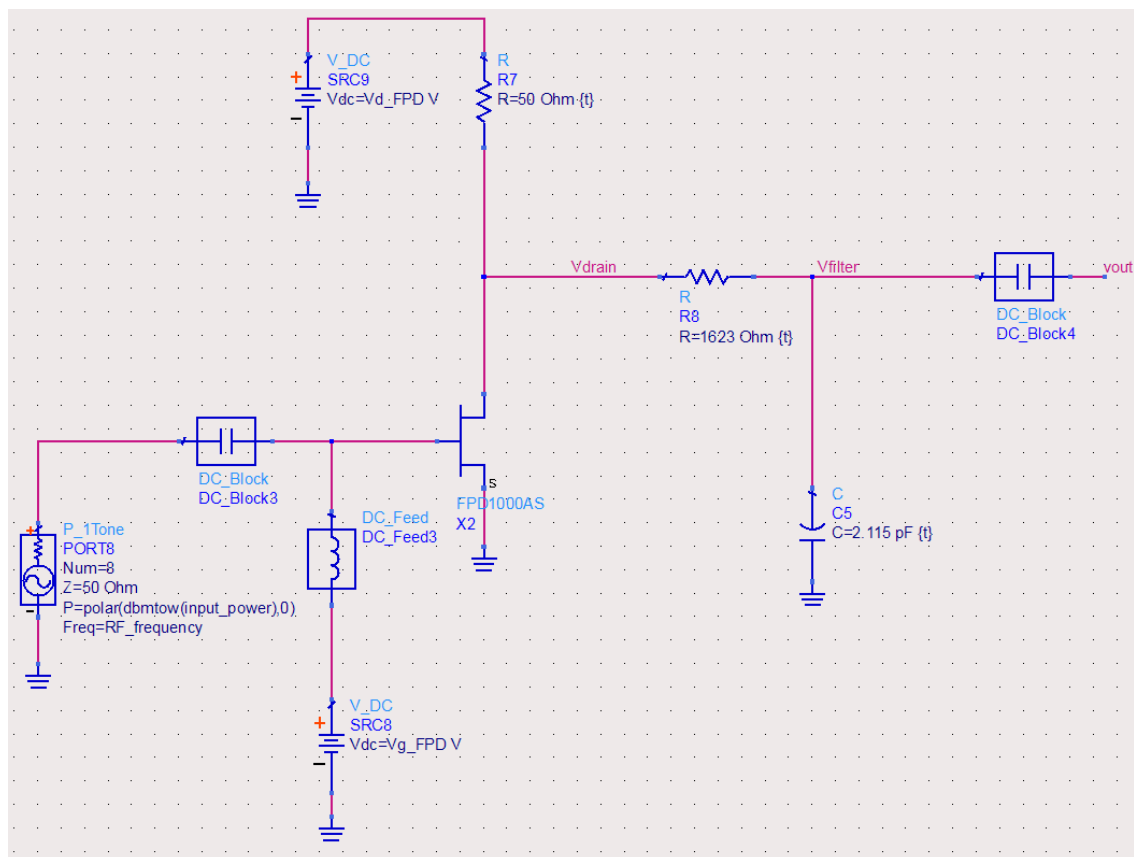 V_DC
SRC9
Vdc=Vd_FPD V
+
−
R
R7
R=50 Ohm {t}
Vdrain
R
R8
R=1623 Ohm {t}
Vfilter
vout
DC_Block
DC_Block4
DC_Block
DC_Block3
s
FPD1000AS
X2
C
C5
C=2.115 pF {t}
+
P_1Tone
PORT8
Num=8
Z=50 Ohm
P=polar(dbmtow(input_power),0)
Freq=RF_frequency
-
DC_Feed
DC_Feed3
V_DC
SRC8
Vdc=Vg_FPD V
+
−